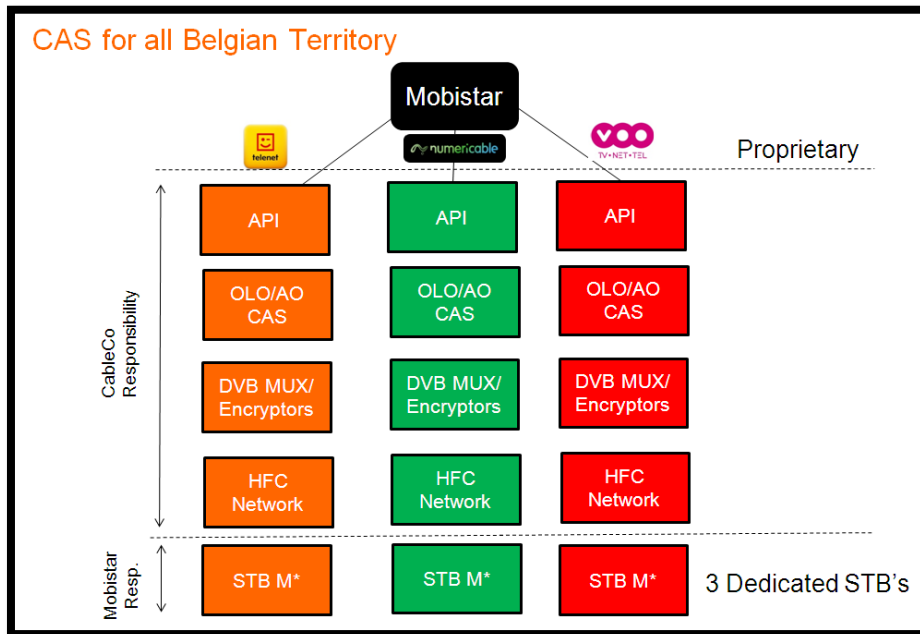 CAS for all Belgian Territory
Mobistar
telenet
numericable
voo
TV•NET•TEL
Proprietary
API
API
API
OLO/AO
CAS
OLO/AO
CAS
OLO/AO
CAS
DVB MUX/
Encryptors
DVB MUX/
Encryptors
DVB MUX/
Encryptors
HFC
Network
HFC
Network
HFC
Network
CableCo
Responsibility
STB M*
STB M*
STB M*
Mobistar
Resp.
3 Dedicated STB's